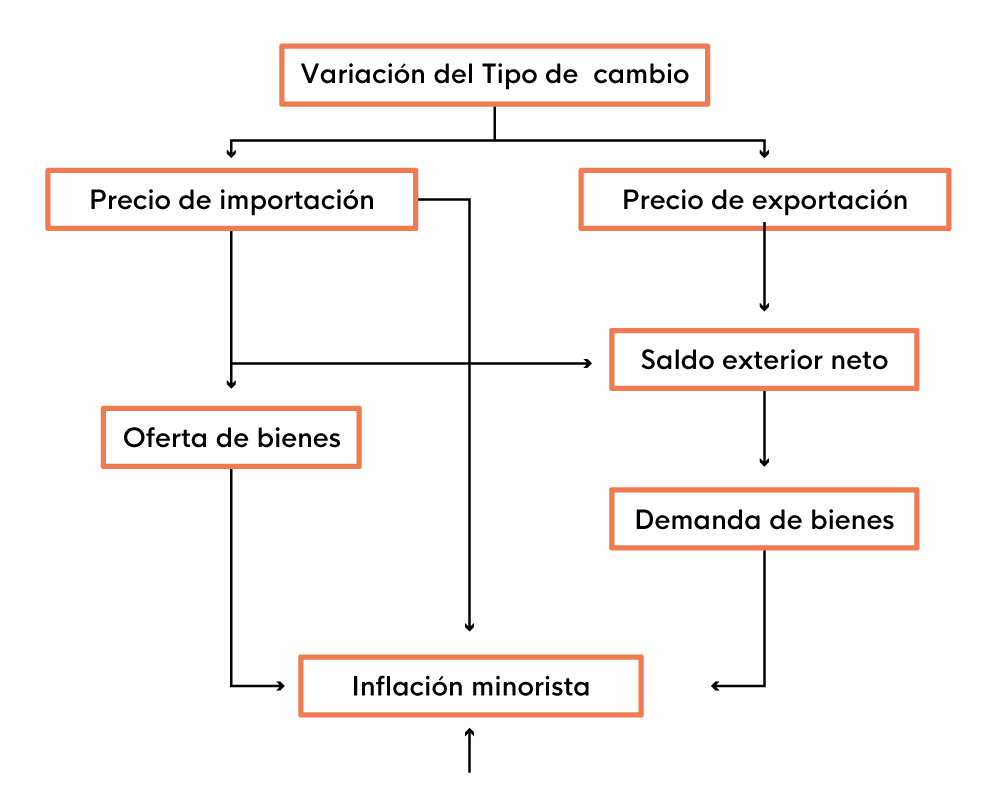 Variación del Tipo de cambio
Precio de importación
Precio de exportación
Saldo exterior neto
Oferta de bienes
Demanda de bienes
Inflación minorista